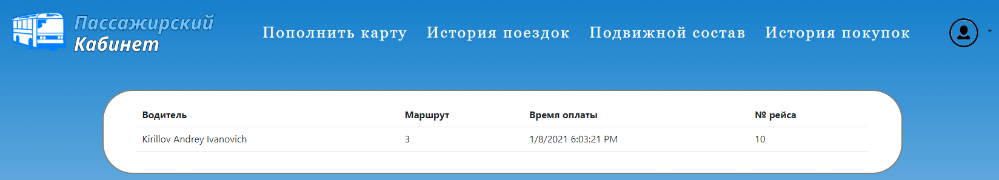 Пассажирский
Кабинет
Пополнить карту История поездок Подвижной состав История покупок
Водитель Маршрут Время оплаты № рейса
Kirillov Andrey Ivanovich 3 1/8/2021 6:03:21 PM 10